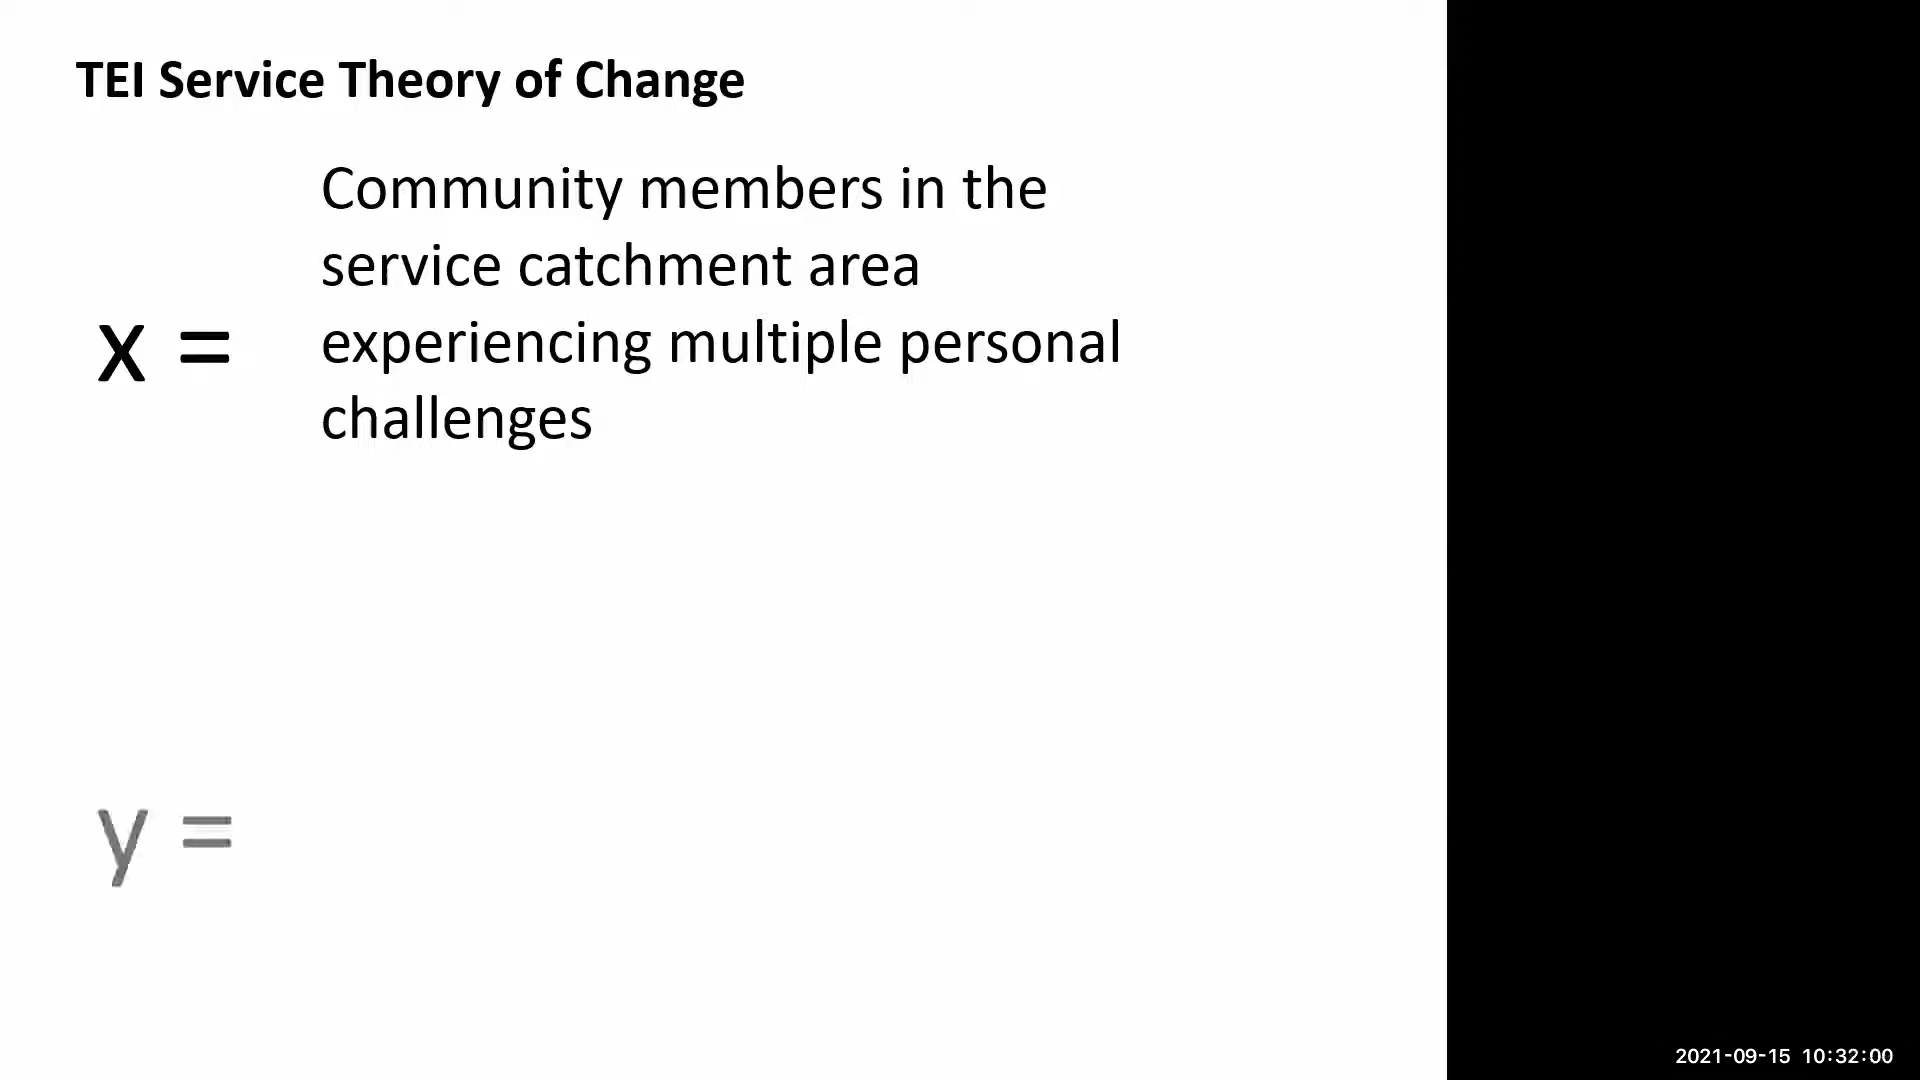 TEI Service Theory of Change
Community members in the
service catchment area
x = experiencing multiple personal
challenges
y =
2021-09-15 10:32:00